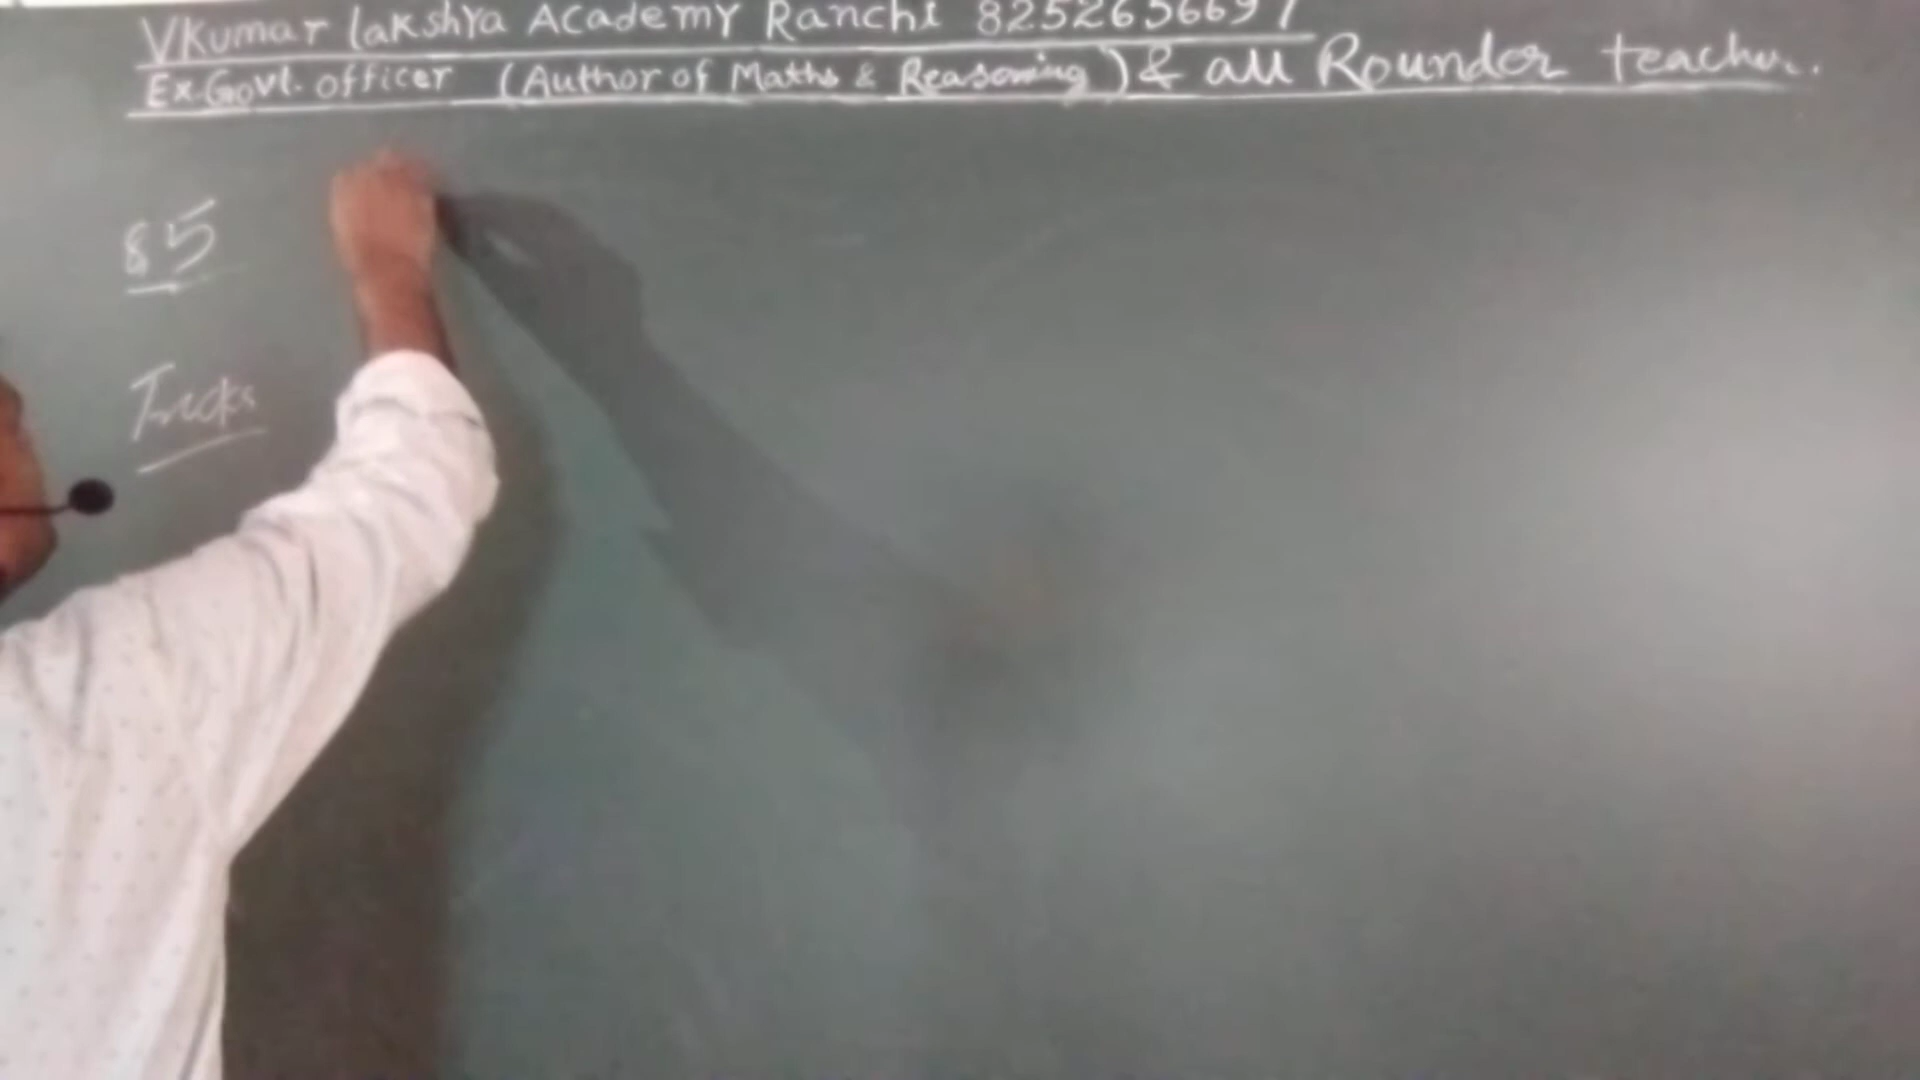 VKumar Lakshya Academy Ranchi 8252656697
Ex.Govt. officer (Author of Maths & Reasoning) & all Rounder teacher.
85
Tricks